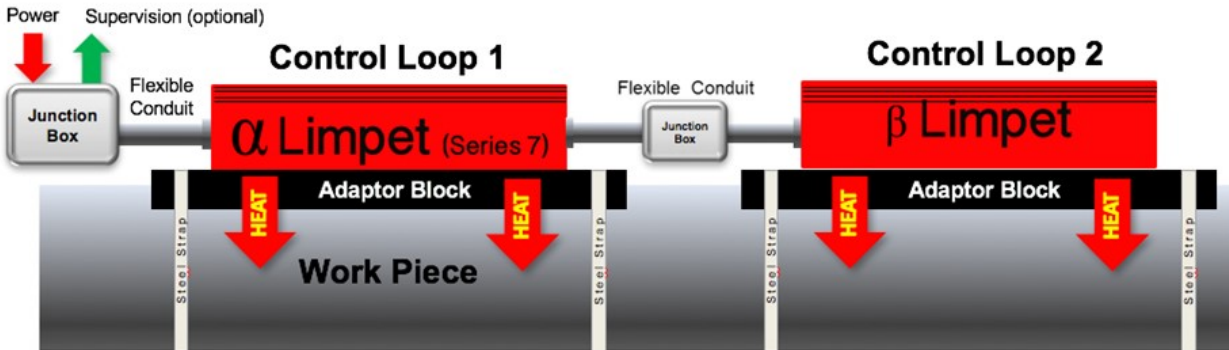 Power
Supervision (optional)
Control Loop 1
Control Loop 2
Flexible
Conduit
Flexible Conduit
Junction
Box
α Limpet (Series 7)
Junction
Box
β Limpet
Adaptor Block
Adaptor Block
HEAT
HEAT
HEAT
HEAT
Steel Strap
Work Piece
Steel Strap
Steel Strap
Steel Strap